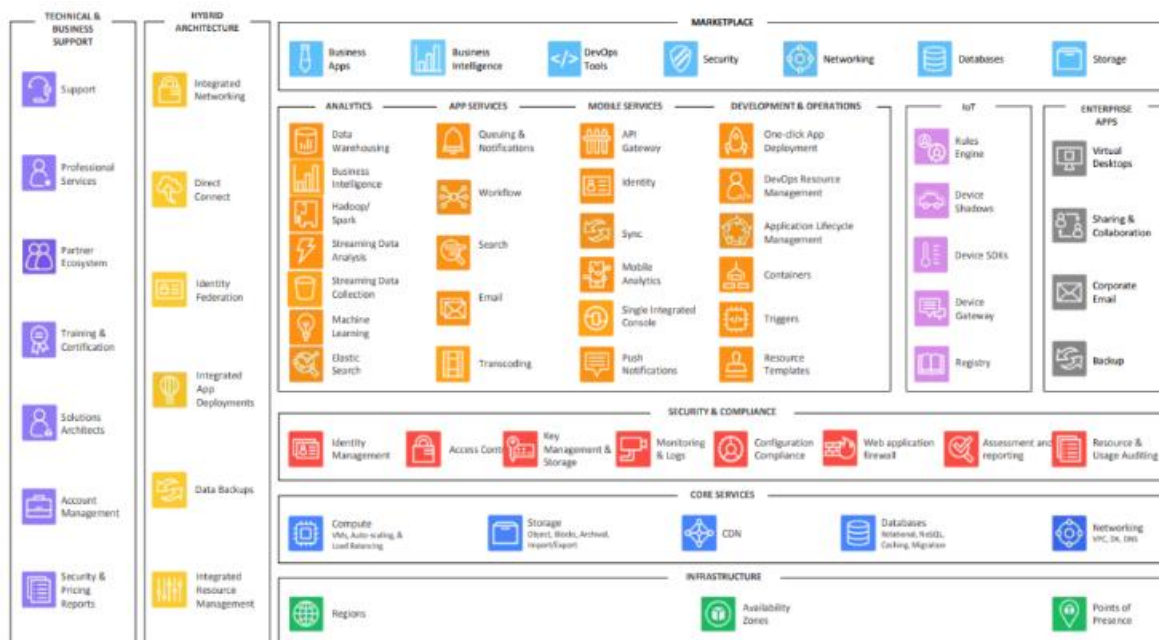 TECHNICAL &
BUSINESS
SUPPORT
Support
Professional
Services
Partner
Ecosystem
Training &
Certification
Solutions
Architects
Account
Management
Security &
Pricing
Reports
HYBRID
ARCHITECTURE
Integrated
Networking
Direct
Connect
Identity
Federation
Integrated
App
Deployments
Data Backups
Integrated
Resource
Management
MARKETPLACE
Business
Apps
Business
Intelligence
DevOps
Tools
Security
Networking
Databases
Storage
ANALYTICS
Data
Warehousing
Business
Intelligence
Hadoop/
Spark
Streaming Data
Analysis
Streaming Data
Collection
Machine
Learning
Elastic
Search
APP SERVICES
Queuing &
Notifications
Workflow
Search
Email
Transcoding
MOBILE SERVICES
API
Gateway
Identity
Sync
Mobile
Analytics
Single Integrated
Console
Push
Notifications
DEVELOPMENT & OPERATIONS
One-click App
Deployment
DevOps Resource
Management
Application Lifecycle
Management
Containers
Triggers
Resource
Templates
IoT
Rules
Engine
Device
Shadows
Device SDKs
Device
Gateway
Registry
ENTERPRISE
APPS
Virtual
Desktops
Sharing &
Collaboration
Corporate
Email
Backup
SECURITY & COMPLIANCE
Identity
Management
Access Cont
Key
Management &
Storage
Monitoring
& Logs
Configuration
Compliance
Web application
firewall
Assessment and
reporting
Resource &
Usage Auditing
CORE SERVICES
Compute
VMs, Auto-scaling, &
Load Balancing
Storage
Object, Blocks, Archival,
Import/Export
CDN
Databases
Relational, NoSQL,
Caching, Migration
Networking
VPC, DX, DNS
INFRASTRUCTURE
Regions
Availability
Zones
Points of
Presence